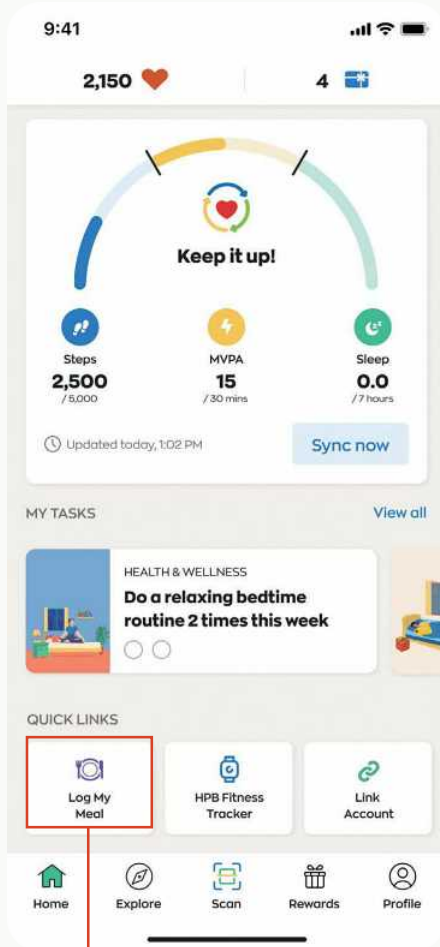 9:41
2,150
4
Keep it up!
Steps
2,500
/5,000
MVPA
15
/30 mins
Sleep
0.0
/7 hours
Updated today, 1:02 PM
Sync now
MY TASKS
View all
HEALTH & WELLNESS
Do a relaxing bedtime
routine 2 times this week
QUICK LINKS
Log My
Meal
HPB Fitness
Tracker
Link
Account
Home
Explore
Scan
Rewards
Profile